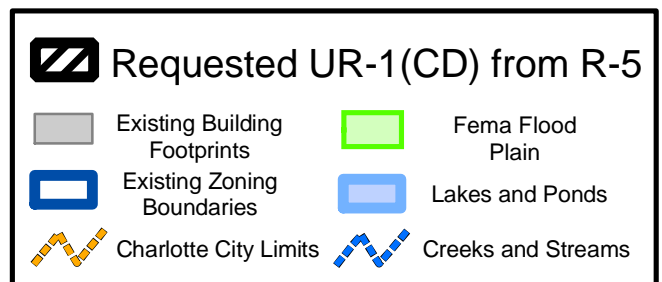 Requested UR-1(CD) from R-5
Existing Building
Footprints
Fema Flood
Plain
Existing Zoning
Boundaries
Lakes and Ponds
Charlotte City Limits
Creeks and Streams